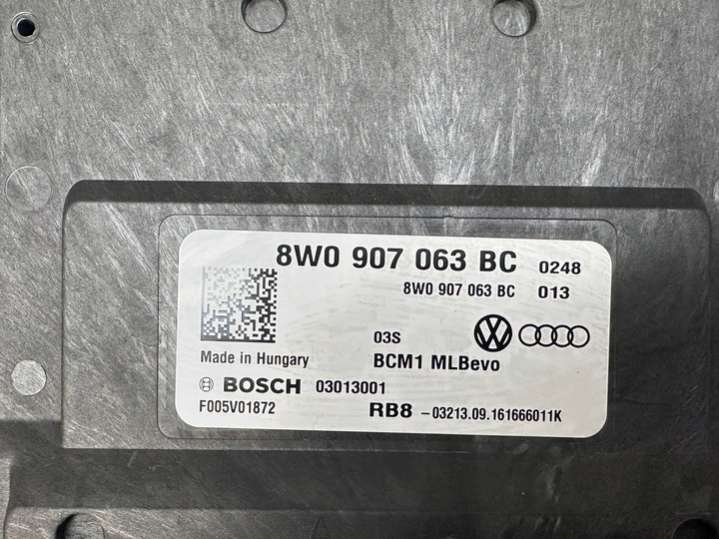 8W0 907 063 BC 0248
8W0 907 063 BC 013
03S
Made in Hungary
BCM1 MLBevo
BOSCH 03013001
F005V01872
RB8 -03213.09.161666011K